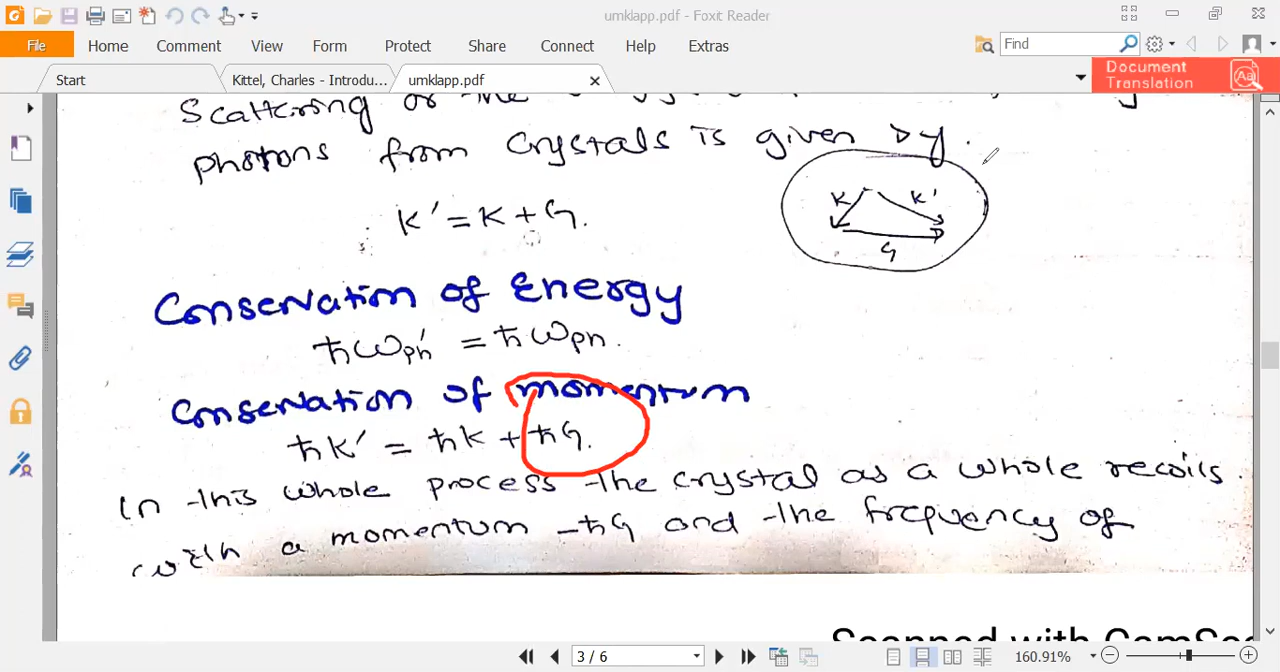 umklapp.pdf - Foxit Reader
File Home Comment View Form Protect Share Connect Help Extras
Find
Start
Kittel, Charles - Introdu...
umklapp.pdf
Document Translation
Scattering of the
photons from crystals is given by.
K' = K + G.
K K'
G
Conservation of Energy
ħωph' = ħωph.
Conservation of momentum
ħK' = ħK + ħG.
In this whole process the crystal as a whole recoils.
with a momentum -ħG and the frequency of
3 / 6
160.91%